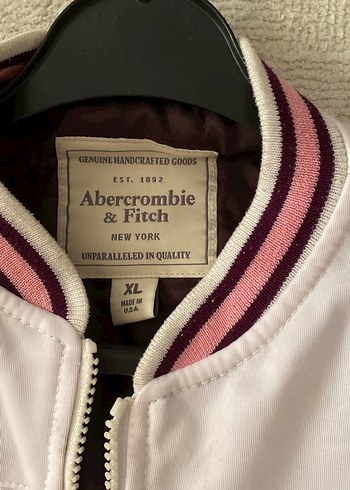 GENUINE HANDCRAFTED GOODS
EST. 1892
Abercrombie
& Fitch
NEW YORK
UNPARALLELED IN QUALITY
XL
MADE IN
U.S.A.